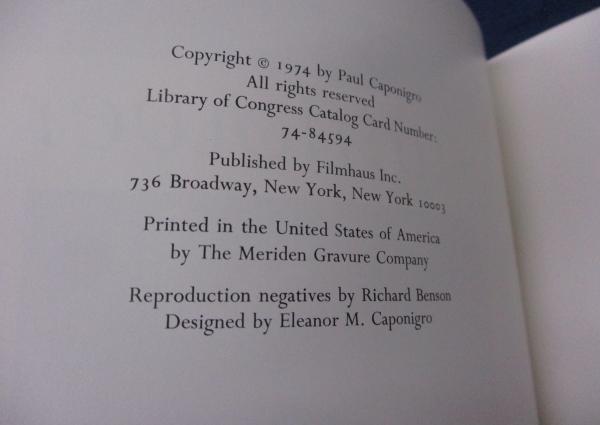 Copyright © 1974 by Paul Caponigro
All rights reserved
Library of Congress Catalog Card Number:
74-84594
Published by Filmhaus Inc.
736 Broadway, New York, New York 10003
Printed in the United States of America
by The Meriden Gravure Company
Reproduction negatives by Richard Benson
Designed by Eleanor M. Caponigro